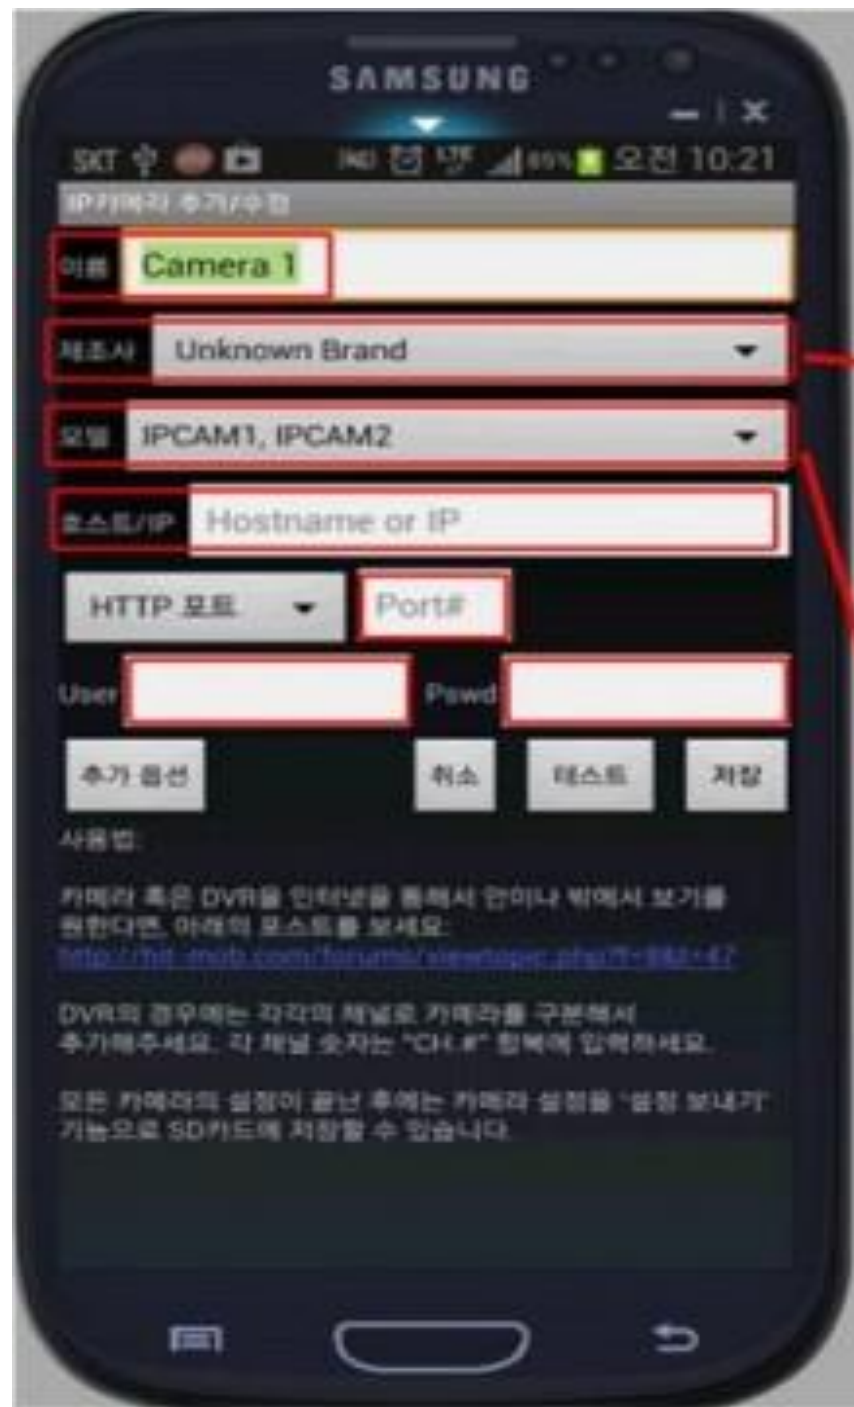 SAMSUNG
SKT 오전 10:21
IP카메라 추가/수정
이름 Camera 1
제조사 Unknown Brand
모델 IPCAM1, IPCAM2
호스트/IP Hostname or IP
HTTP 포트 Port#
User Pswd
추가 옵션 취소 테스트 저장
사용법:
카메라 혹은 DVR을 인터넷을 통해서 안이나 밖에서 보기를
원한다면, 아래의 포스트를 보세요:
DVR의 경우에는 각각의 채널로 카메라를 구분해서
추가해주세요. 각 채널 숫자는 "CH.#" 항목에 입력하세요.
모든 카메라의 설정이 끝난 후에는 카메라 설정을 '설정 보내기'
기능으로 SD카드에 저장할 수 있습니다.